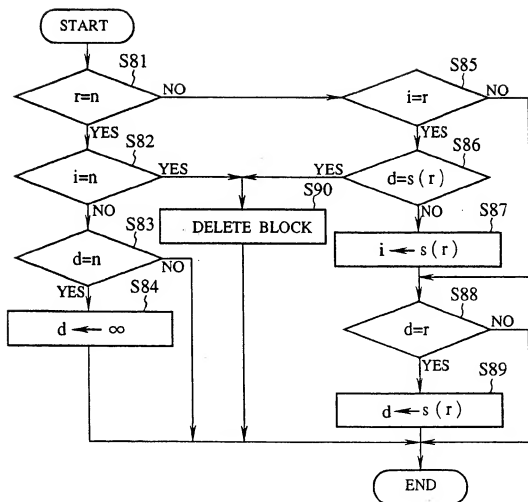 START
S81
r=n
NO
YES
S82
i=n
YES
NO
S83
d=n
NO
YES
S84
d ← ∞
S90
DELETE BLOCK
S85
i=r
NO
YES
S86
d=s(r)
YES
NO
S87
i ← s(r)
S88
d=r
NO
YES
S89
d ← s(r)
END